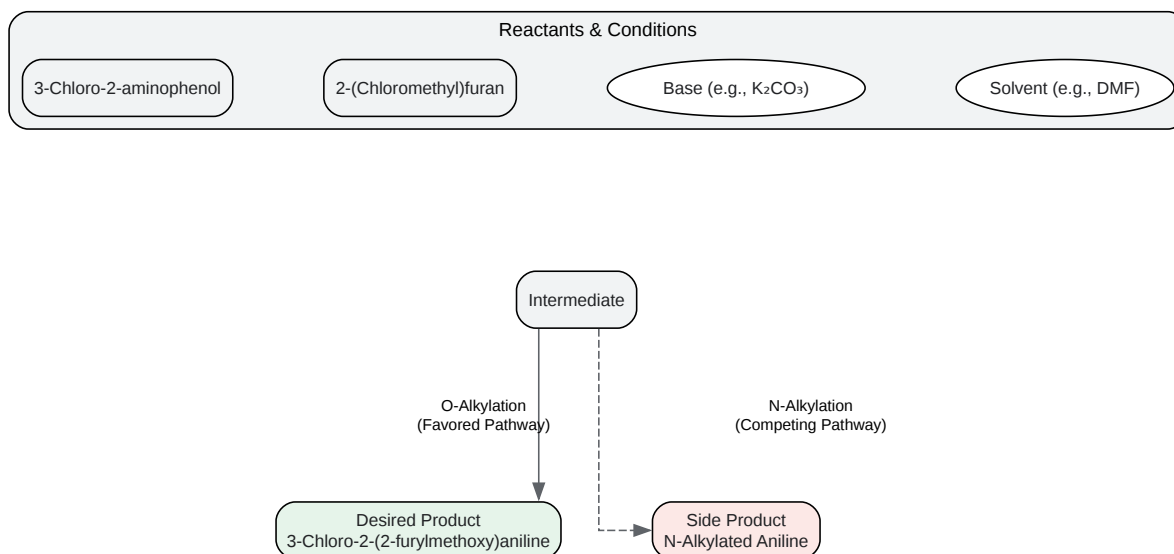 Reactants & Conditions
3-Chloro-2-aminophenol
2-(Chloromethyl)furan
Base (e.g., K₂CO₃)
Solvent (e.g., DMF)
Intermediate
O-Alkylation
(Favored Pathway)
N-Alkylation
(Competing Pathway)
Desired Product
3-Chloro-2-(2-furylmethoxy)aniline
Side Product
N-Alkylated Aniline